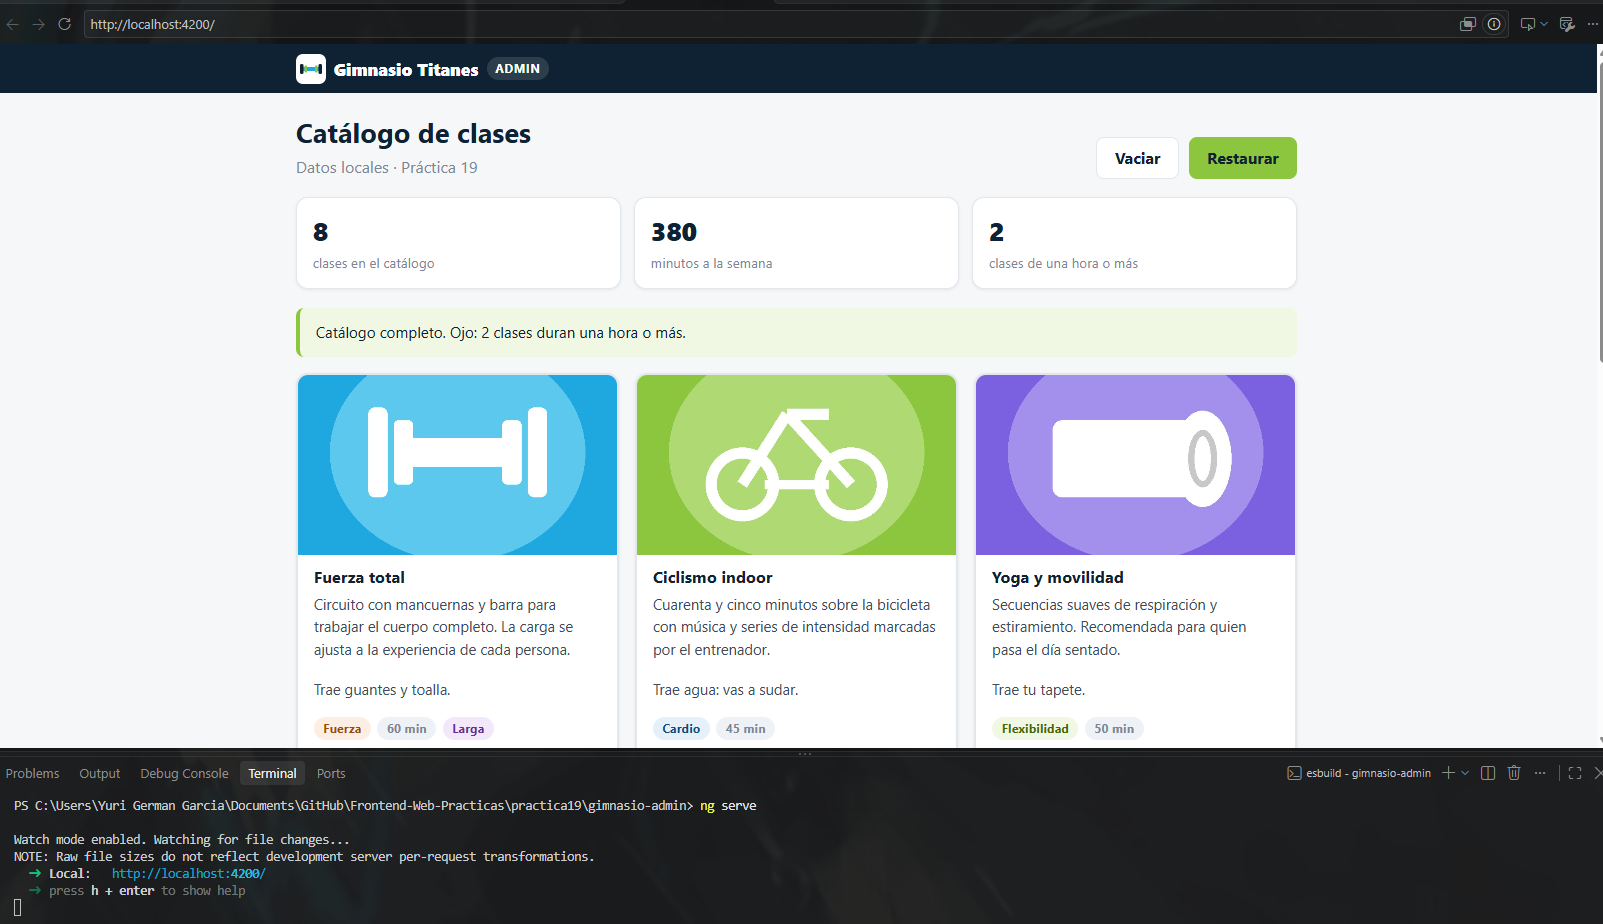 http://localhost:4200/
Gimnasio Titanes ADMIN
Catálogo de clases
Datos locales · Práctica 19
Vaciar
Restaurar
8
clases en el catálogo
380
minutos a la semana
2
clases de una hora o más
Catálogo completo. Ojo: 2 clases duran una hora o más.
Fuerza total
Circuito con mancuernas y barra para
trabajar el cuerpo completo. La carga se
ajusta a la experiencia de cada persona.
Trae guantes y toalla.
Fuerza 60 min Larga
Ciclismo indoor
Cuarenta y cinco minutos sobre la bicicleta
con música y series de intensidad marcadas
por el entrenador.
Trae agua: vas a sudar.
Cardio 45 min
Yoga y movilidad
Secuencias suaves de respiración y
estiramiento. Recomendada para quien
pasa el día sentado.
Trae tu tapete.
Flexibilidad 50 min
Problems Output Debug Console Terminal Ports
esbuild - gimnasio-admin
PS C:\Users\Yuri German Garcia\Documents\GitHub\Frontend-Web-Practicas\practica19\gimnasio-admin> ng serve
Watch mode enabled. Watching for file changes...
NOTE: Raw file sizes do not reflect development server per-request transformations.
→ Local: http://localhost:4200/
→ press h + enter to show help